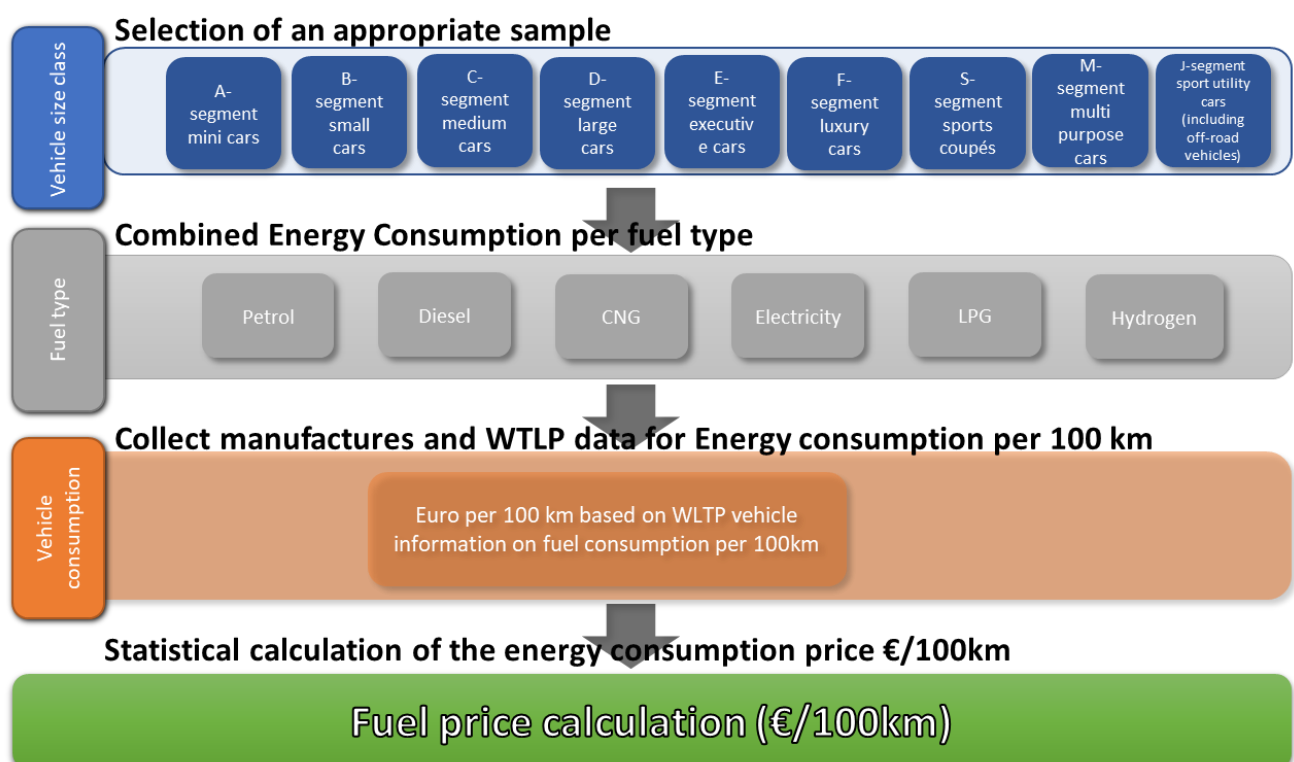 Selection of an appropriate sample
Vehicle size class
A-
segment
mini cars
B-
segment
small
cars
C-
segment
medium
cars
D-
segment
large
cars
E-
segment
executiv
e cars
F-
segment
luxury
cars
S-
segment
sports
coupés
M-
segment
multi
purpose
cars
J-segment
sport utility
cars
(including
off-road
vehicles)
Combined Energy Consumption per fuel type
Fuel type
Petrol
Diesel
CNG
Electricity
LPG
Hydrogen
Collect manufactures and WTLP data for Energy consumption per 100 km
Vehicle
consumption
Euro per 100 km based on WLTP vehicle
information on fuel consumption per 100km
Statistical calculation of the energy consumption price €/100km
Fuel price calculation (€/100km)